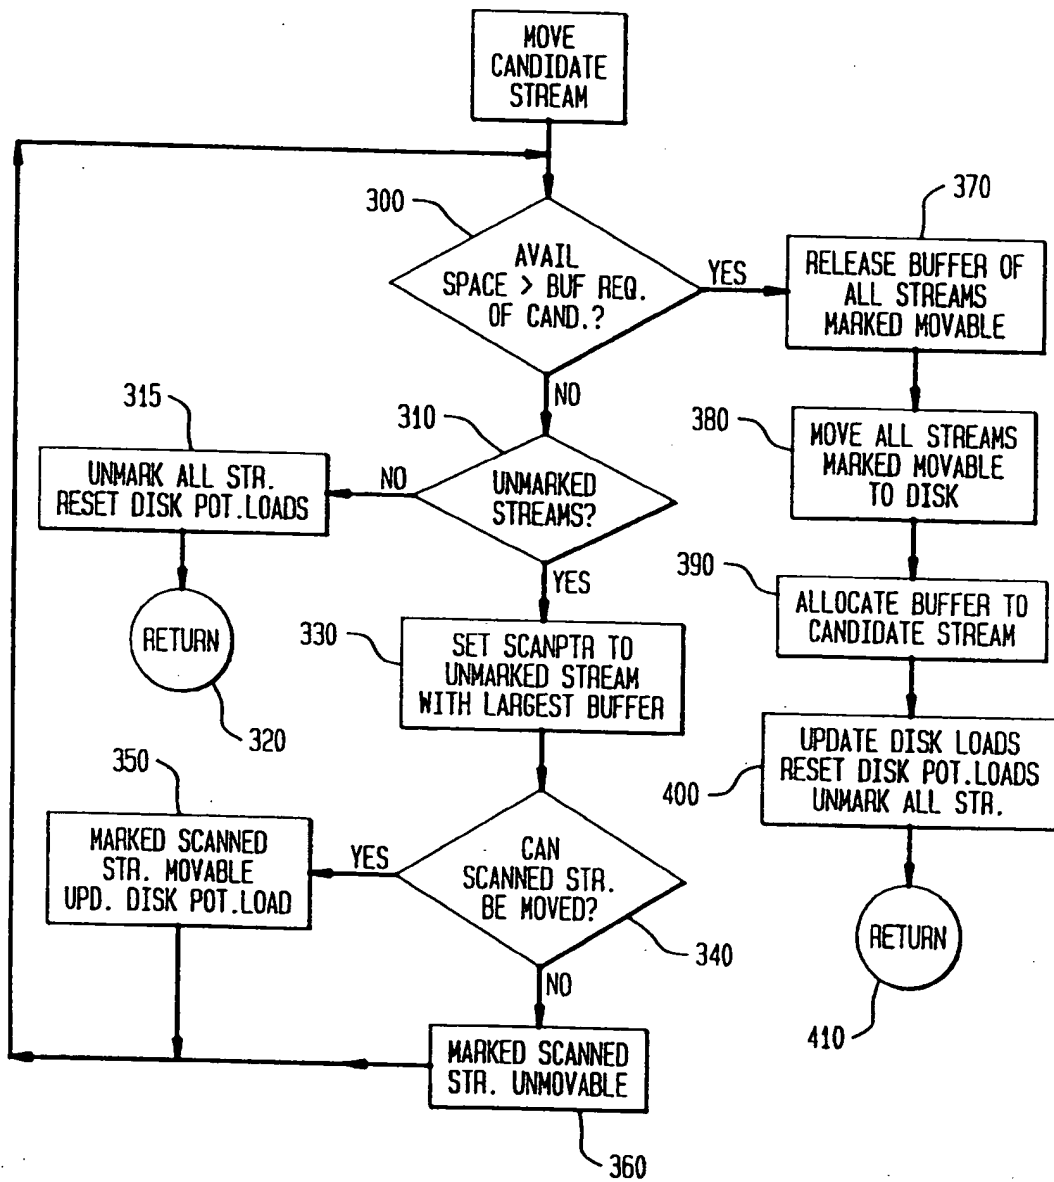 MOVE
CANDIDATE
STREAM
300
AVAIL
SPACE > BUF REQ.
OF CAND.?
YES
NO
370
RELEASE BUFFER OF
ALL STREAMS
MARKED MOVABLE
315
UNMARK ALL STR.
RESET DISK POT.LOADS
NO
310
UNMARKED
STREAMS?
YES
380
MOVE ALL STREAMS
MARKED MOVABLE
TO DISK
RETURN
320
330
SET SCANPTR TO
UNMARKED STREAM
WITH LARGEST BUFFER
390
ALLOCATE BUFFER TO
CANDIDATE STREAM
400
UPDATE DISK LOADS
RESET DISK POT.LOADS
UNMARK ALL STR.
350
MARKED SCANNED
STR. MOVABLE
UPD. DISK POT.LOAD
YES
CAN
SCANNED STR.
BE MOVED?
340
NO
RETURN
410
MARKED SCANNED
STR. UNMOVABLE
360